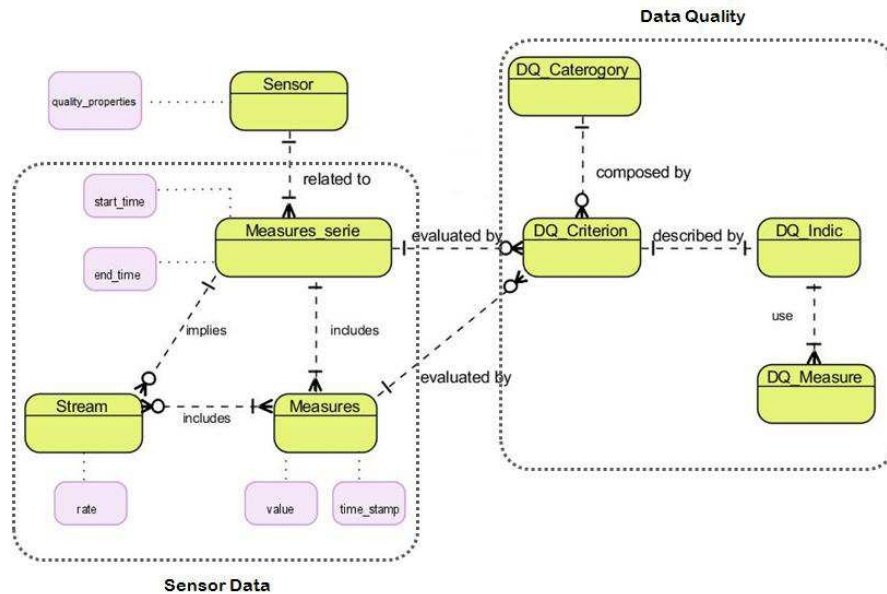 Data Quality
DQ_Caterogory
Sensor
quality_properties
composed by
related to
start_time
Measures_serie
evaluated by
DQ_Criterion
described by
DQ_Indic
end_time
implies
includes
use
evaluated by
DQ_Measure
Stream
includes
Measures
rate
value
time_stamp
Sensor Data